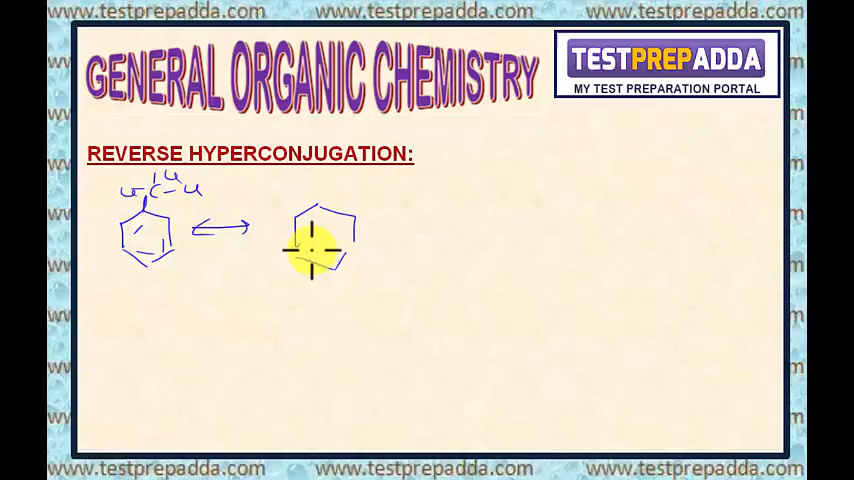 www.testprepadda.com www.testprepadda.com www.testprepadda.com
GENERAL ORGANIC CHEMISTRY
TESTPREPADDA
MY TEST PREPARATION PORTAL
REVERSE HYPERCONJUGATION:
www.testprepadda.com www.testprepadda.com www.testprepadda.com